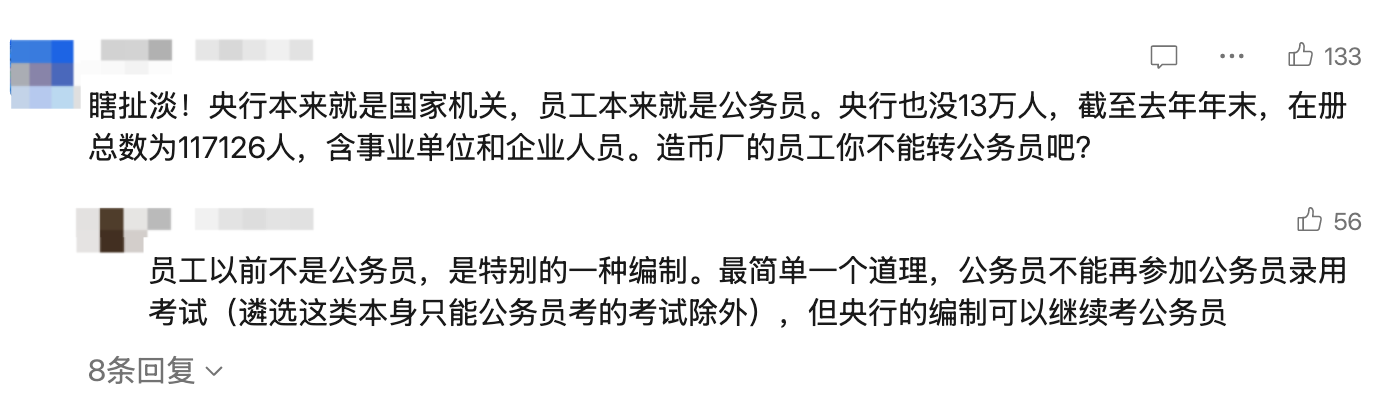 133
瞎扯淡！央行本来就是国家机关，员工本来就是公务员。央行也没13万人，截至去年年末，在册
总数为117126人，含事业单位和企业人员。造币厂的员工你不能转公务员吧?
56
员工以前不是公务员，是特别的一种编制。最简单一个道理，公务员不能再参加公务员录用
考试（遴选这类本身只能公务员考的考试除外），但央行的编制可以继续考公务员
8条回复